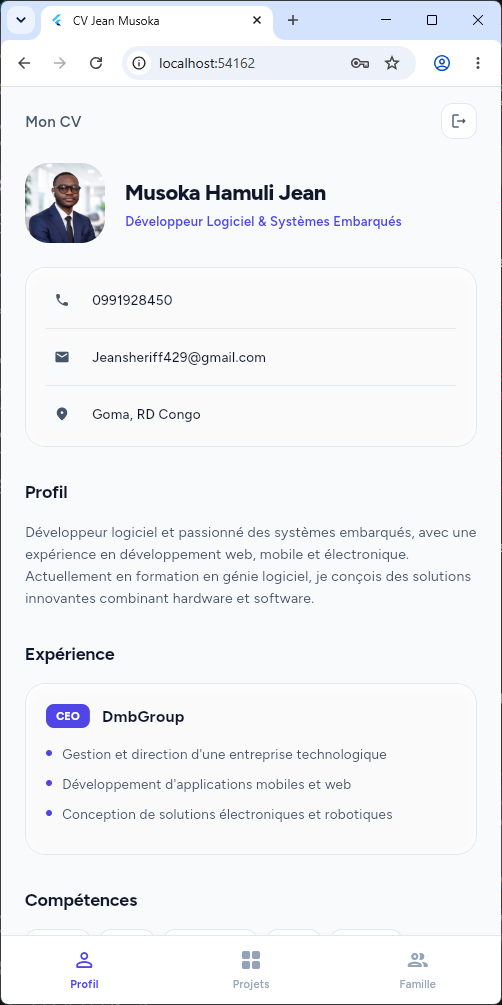 CV Jean Musoka
localhost:54162
Mon CV
Musoka Hamuli Jean
Développeur Logiciel & Systèmes Embarqués
0991928450
Jeansheriff429@gmail.com
Goma, RD Congo
Profil
Développeur logiciel et passionné des systèmes embarqués, avec une
expérience en développement web, mobile et électronique.
Actuellement en formation en génie logiciel, je conçois des solutions
innovantes combinant hardware et software.
Expérience
CEO DmbGroup
Gestion et direction d'une entreprise technologique
Développement d'applications mobiles et web
Conception de solutions électroniques et robotiques
Compétences
Profil Projets Famille